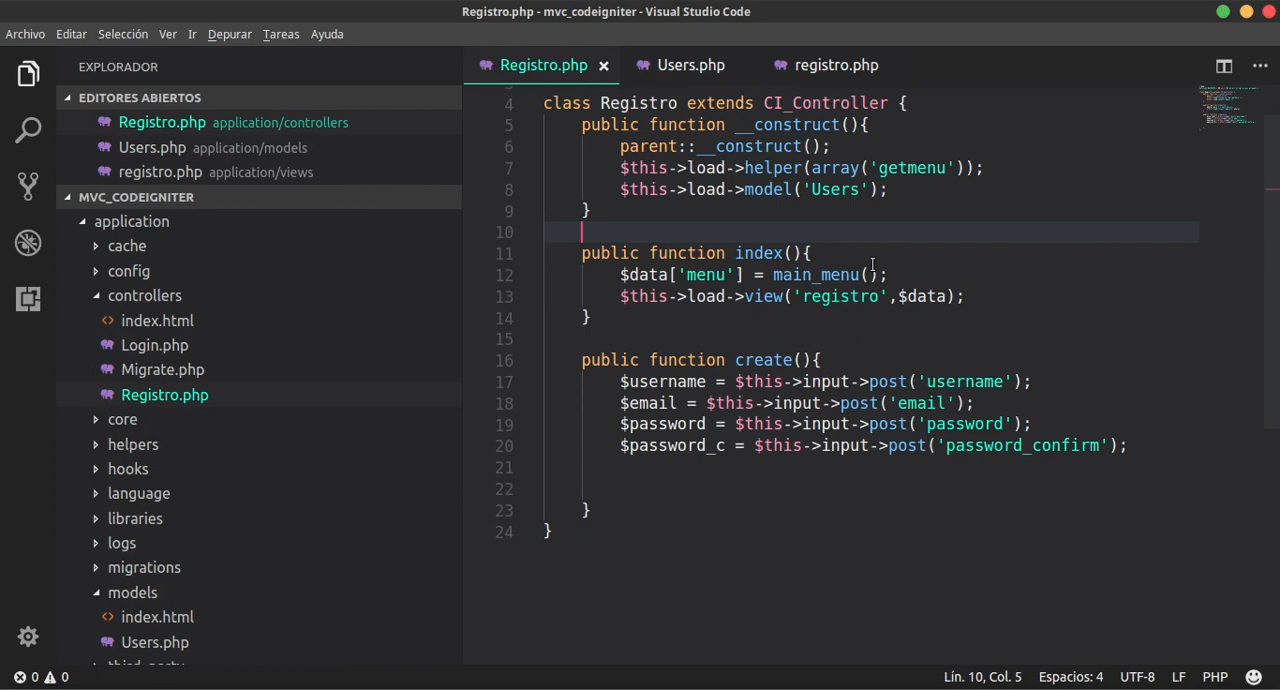 Registro.php - mvc_codeigniter - Visual Studio Code
Archivo Editar Selección Ver Ir Depurar Tareas Ayuda
EXPLORADOR
EDITORES ABIERTOS
Registro.php application/controllers
Users.php application/models
registro.php application/views
MVC_CODEIGNITER
application
cache
config
controllers
index.html
Login.php
Migrate.php
Registro.php
core
helpers
hooks
language
libraries
logs
migrations
models
index.html
Users.php
Registro.php × Users.php registro.php
4 class Registro extends CI_Controller {
5 public function __construct(){
6 parent::__construct();
7 $this->load->helper(array('getmenu'));
8 $this->load->model('Users');
9 }
10
11 public function index(){
12 $data['menu'] = main_menu();
13 $this->load->view('registro',$data);
14 }
15
16 public function create(){
17 $username = $this->input->post('username');
18 $email = $this->input->post('email');
19 $password = $this->input->post('password');
20 $password_c = $this->input->post('password_confirm');
21
22
23 }
24 }
0 0 Lín. 10, Col. 5 Espacios: 4 UTF-8 LF PHP